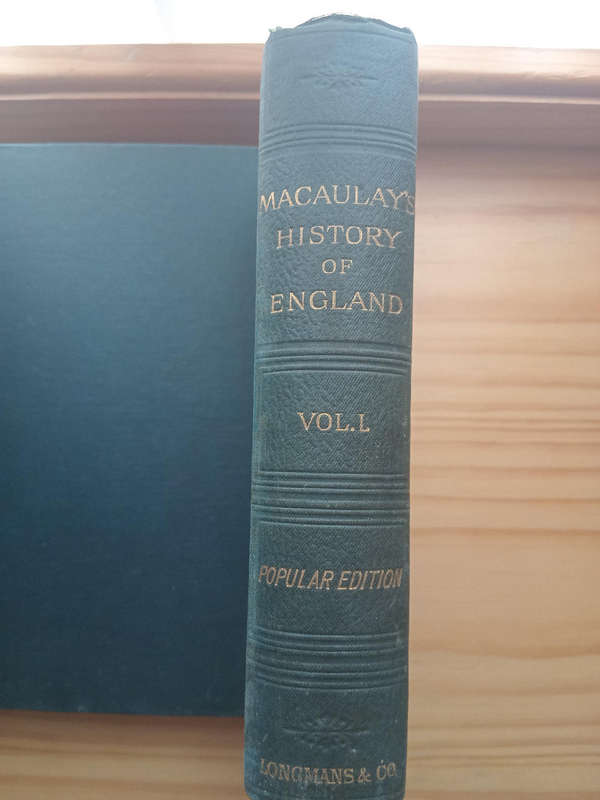 MACAULAY'S
HISTORY
OF
ENGLAND
VOL. I.
POPULAR EDITION
LONGMANS & CO.